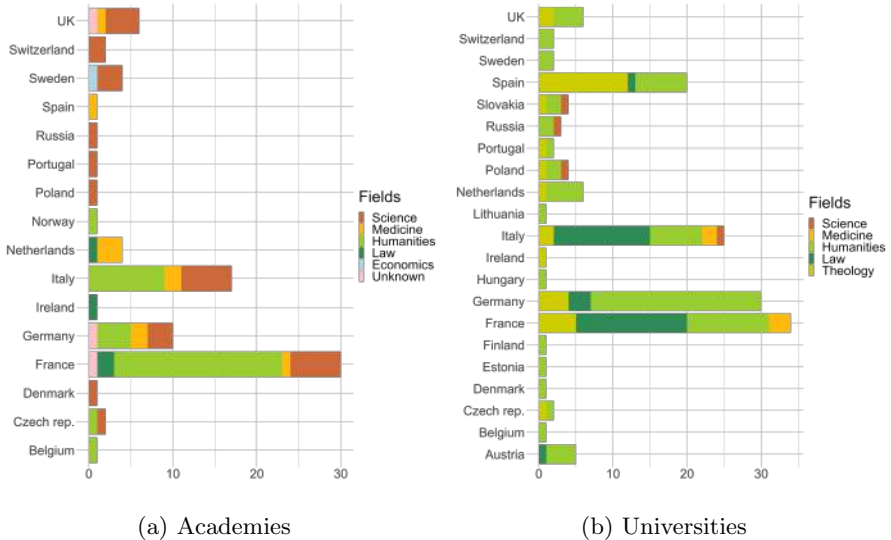 UK
Switzerland
Sweden
Spain
Russia
Portugal
Poland
Norway
Netherlands
Italy
Ireland
Germany
France
Denmark
Czech rep.
Belgium
0 10 20 30
Fields
Science
Medicine
Humanities
Law
Economics
Unknown
(a) Academies
UK
Switzerland
Sweden
Spain
Slovakia
Russia
Portugal
Poland
Netherlands
Lithuania
Italy
Ireland
Hungary
Germany
France
Finland
Estonia
Denmark
Czech rep.
Belgium
Austria
0 10 20 30
Fields
Science
Medicine
Humanities
Law
Theology
(b) Universities